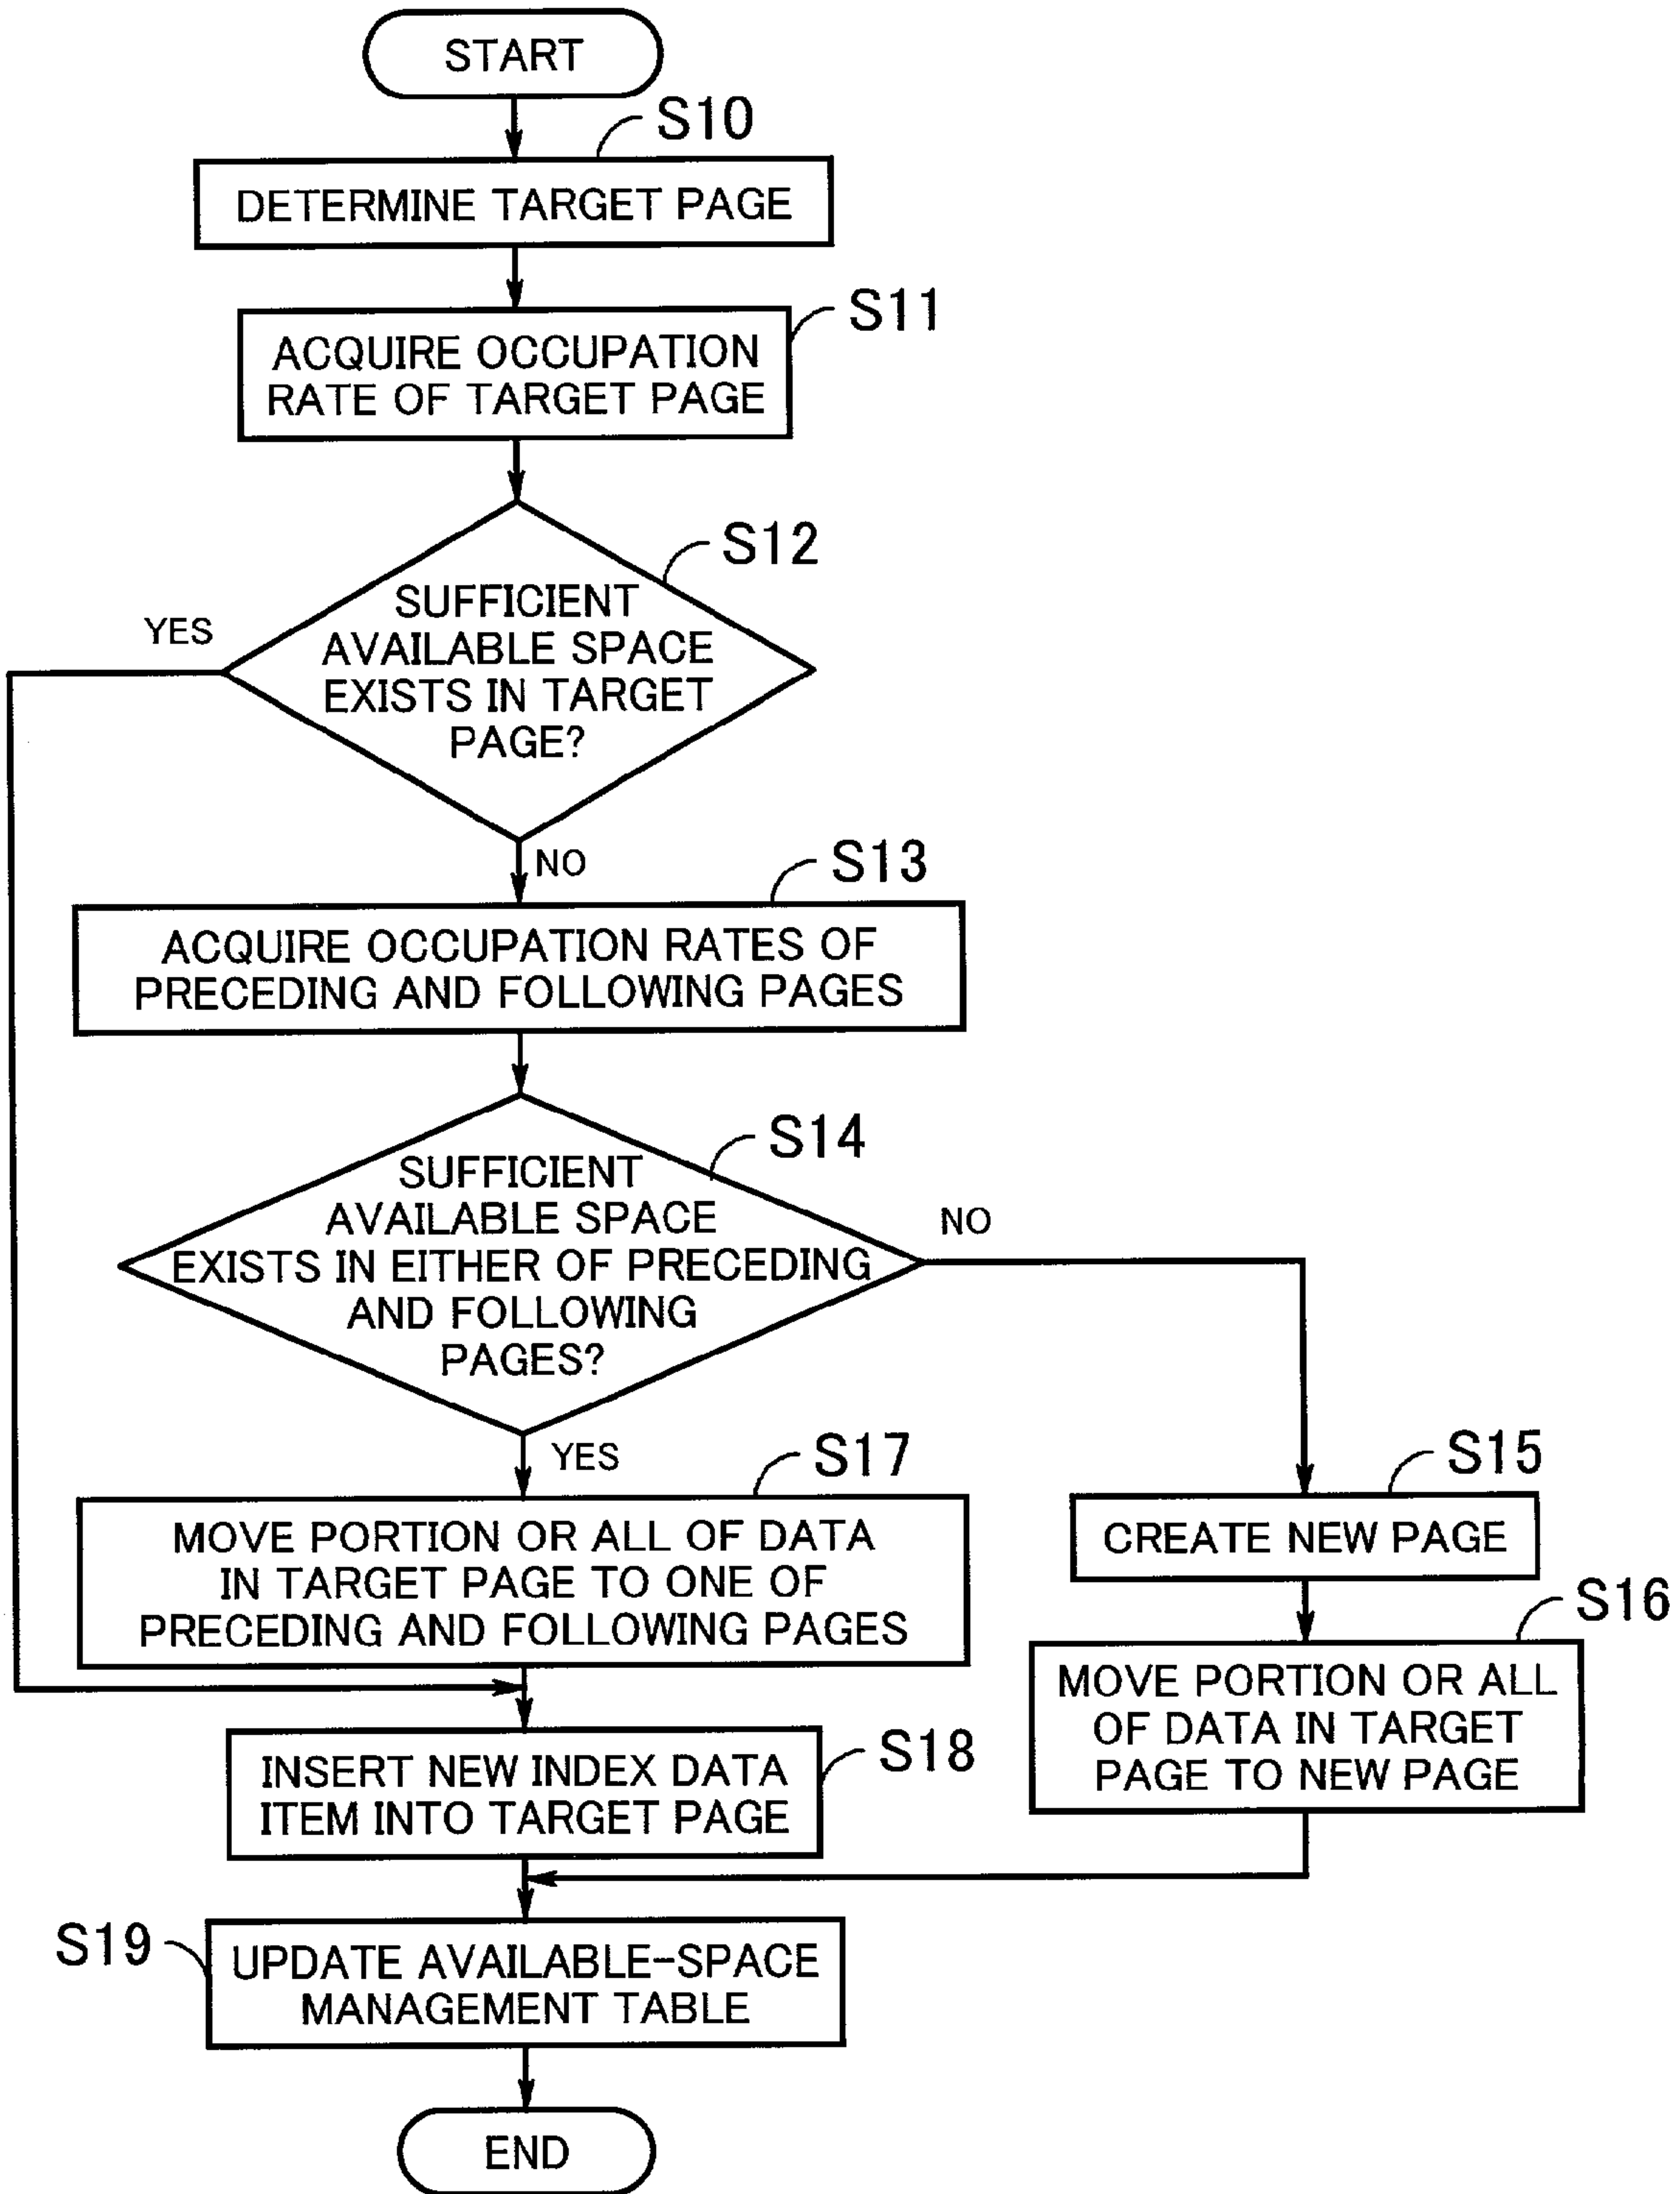 START
S10
DETERMINE TARGET PAGE
S11
ACQUIRE OCCUPATION
RATE OF TARGET PAGE
S12
SUFFICIENT
AVAILABLE SPACE
EXISTS IN TARGET
PAGE?
YES
NO
S13
ACQUIRE OCCUPATION RATES OF
PRECEDING AND FOLLOWING PAGES
S14
SUFFICIENT
AVAILABLE SPACE
EXISTS IN EITHER OF PRECEDING
AND FOLLOWING
PAGES?
NO
YES
S17
MOVE PORTION OR ALL OF DATA
IN TARGET PAGE TO ONE OF
PRECEDING AND FOLLOWING PAGES
S15
CREATE NEW PAGE
S16
MOVE PORTION OR ALL
OF DATA IN TARGET
PAGE TO NEW PAGE
S18
INSERT NEW INDEX DATA
ITEM INTO TARGET PAGE
S19
UPDATE AVAILABLE-SPACE
MANAGEMENT TABLE
END